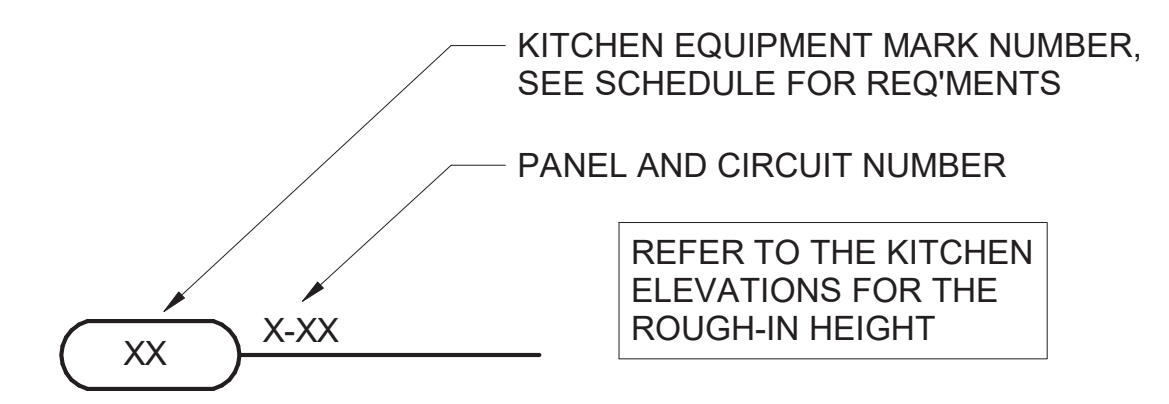 KITCHEN EQUIPMENT MARK NUMBER,
SEE SCHEDULE FOR REQ'MENTS
PANEL AND CIRCUIT NUMBER
REFER TO THE KITCHEN
ELEVATIONS FOR THE
ROUGH-IN HEIGHT
X-XX
XX